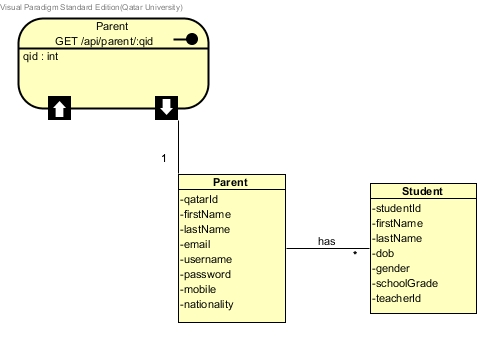 Visual Paradigm Standard Edition(Qatar University)
Parent
GET /api/parent/:qid
qid : int
1
Parent
-qatarId
-firstName
-lastName
-email
-username
-password
-mobile
-nationality
has
*
Student
-studentId
-firstName
-lastName
-dob
-gender
-schoolGrade
-teacherId